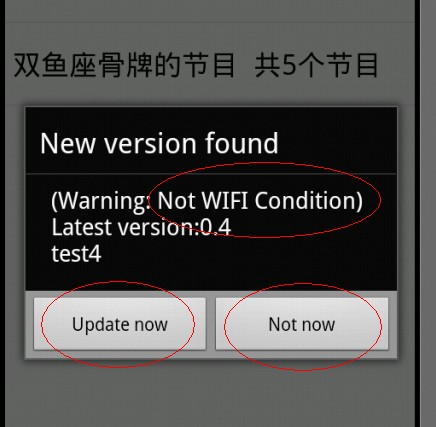 双鱼座骨牌的节目 共5个节目
New version found
(Warning: Not WIFI Condition)
Latest version:0.4
test4
Update now
Not now